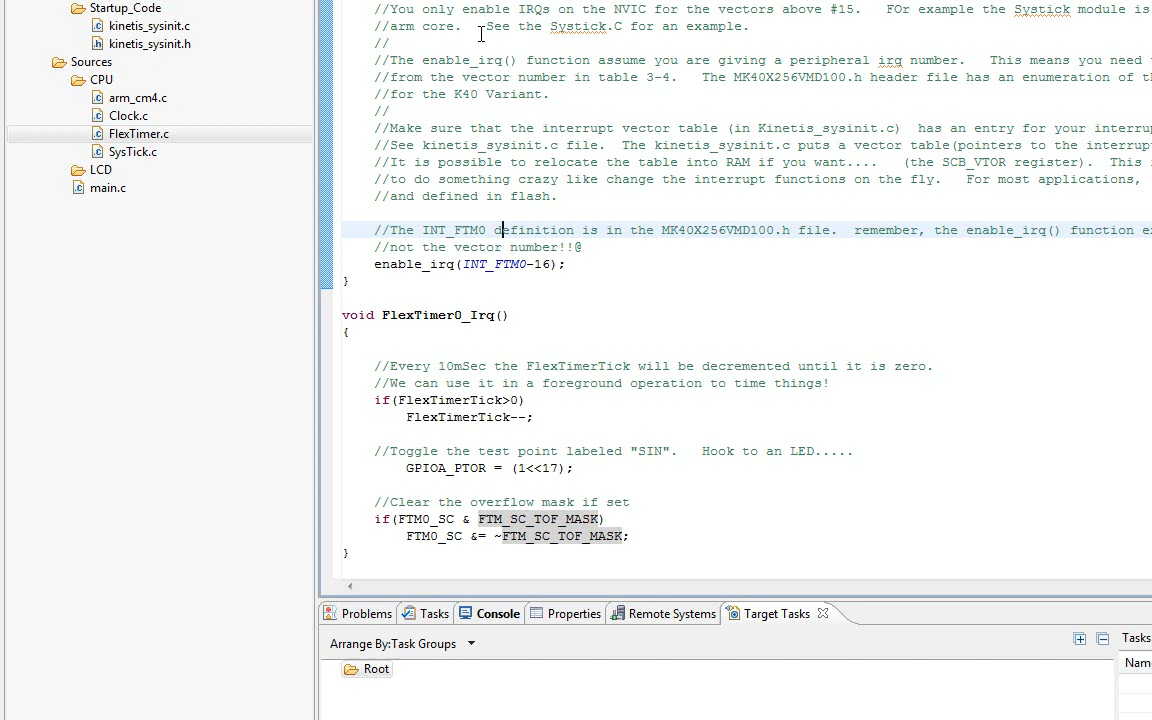 Startup_Code
kinetis_sysinit.c
kinetis_sysinit.h
Sources
CPU
arm_cm4.c
Clock.c
FlexTimer.c
SysTick.c
LCD
main.c
//You only enable IRQs on the NVIC for the vectors above #15.   FOr example the Systick module is
//arm core.   See the Systick.C for an example.
//
//The enable_irq() function assume you are giving a peripheral irq number.   This means you need
//from the vector number in table 3-4.   The MK40X256VMD100.h header file has an enumeration of
//for the K40 Variant.
//
//Make sure that the interrupt vector table (in Kinetis_sysinit.c)  has an entry for your
//See kinetis_sysinit.c file.  The kinetis_sysinit.c puts a vector table(pointers to the
//It is possible to relocate the table into RAM if you want....   (the SCB_VTOR register).  This
//to do something crazy like change the interrupt functions on the fly.   For most applications,
//and defined in flash.
//The INT_FTM0 definition is in the MK40X256VMD100.h file.  remember, the enable_irq() function
//not the vector number!!@
enable_irq(INT_FTM0-16);
}
void FlexTimer0_Irq()
{
//Every 10mSec the FlexTimerTick will be decremented until it is zero.
//We can use it in a foreground operation to time things!
if(FlexTimerTick>0)
FlexTimerTick--;
//Toggle the test point labeled "SIN".   Hook to an LED.....
GPIOA_PTOR = (1<<17);
//Clear the overflow mask if set
if(FTM0_SC & FTM_SC_TOF_MASK)
FTM0_SC &= ~FTM_SC_TOF_MASK;
}
Problems Tasks Console Properties Remote Systems Target Tasks
Arrange By:Task Groups
Tasks
Root